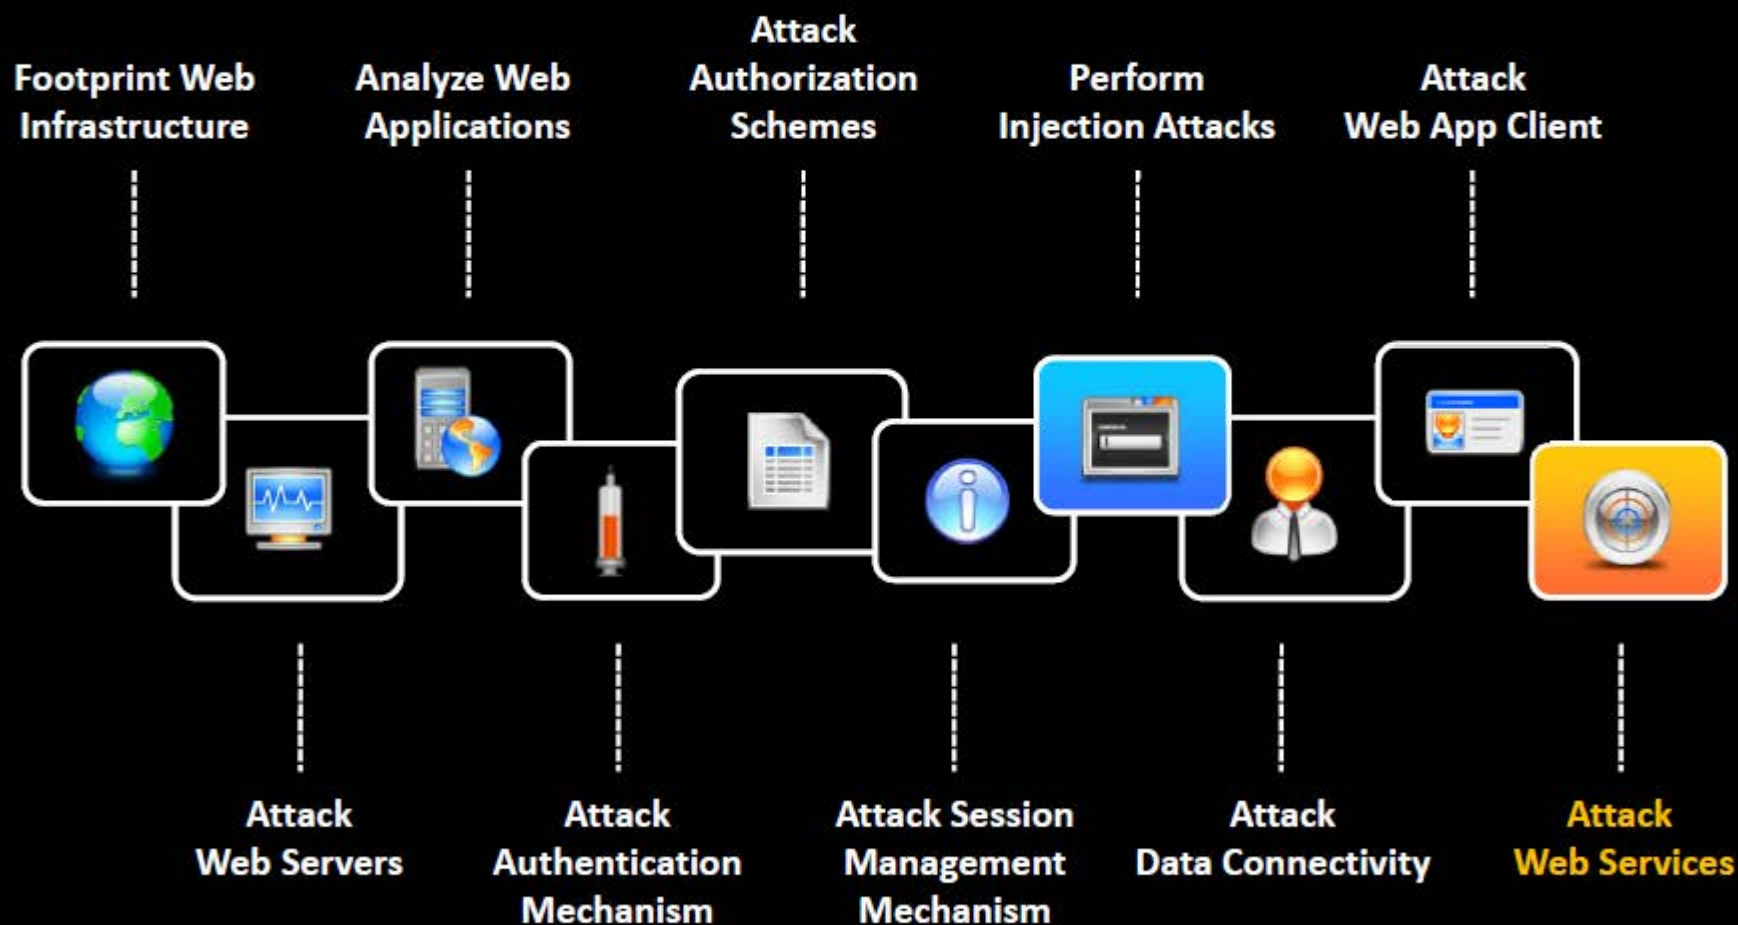 Footprint Web
Infrastructure
Analyze Web
Applications
Attack
Authorization
Schemes
Perform
Injection Attacks
Attack
Web App Client
Attack
Web Servers
Attack
Authentication
Mechanism
Attack Session
Management
Mechanism
Attack
Data Connectivity
Attack
Web Services